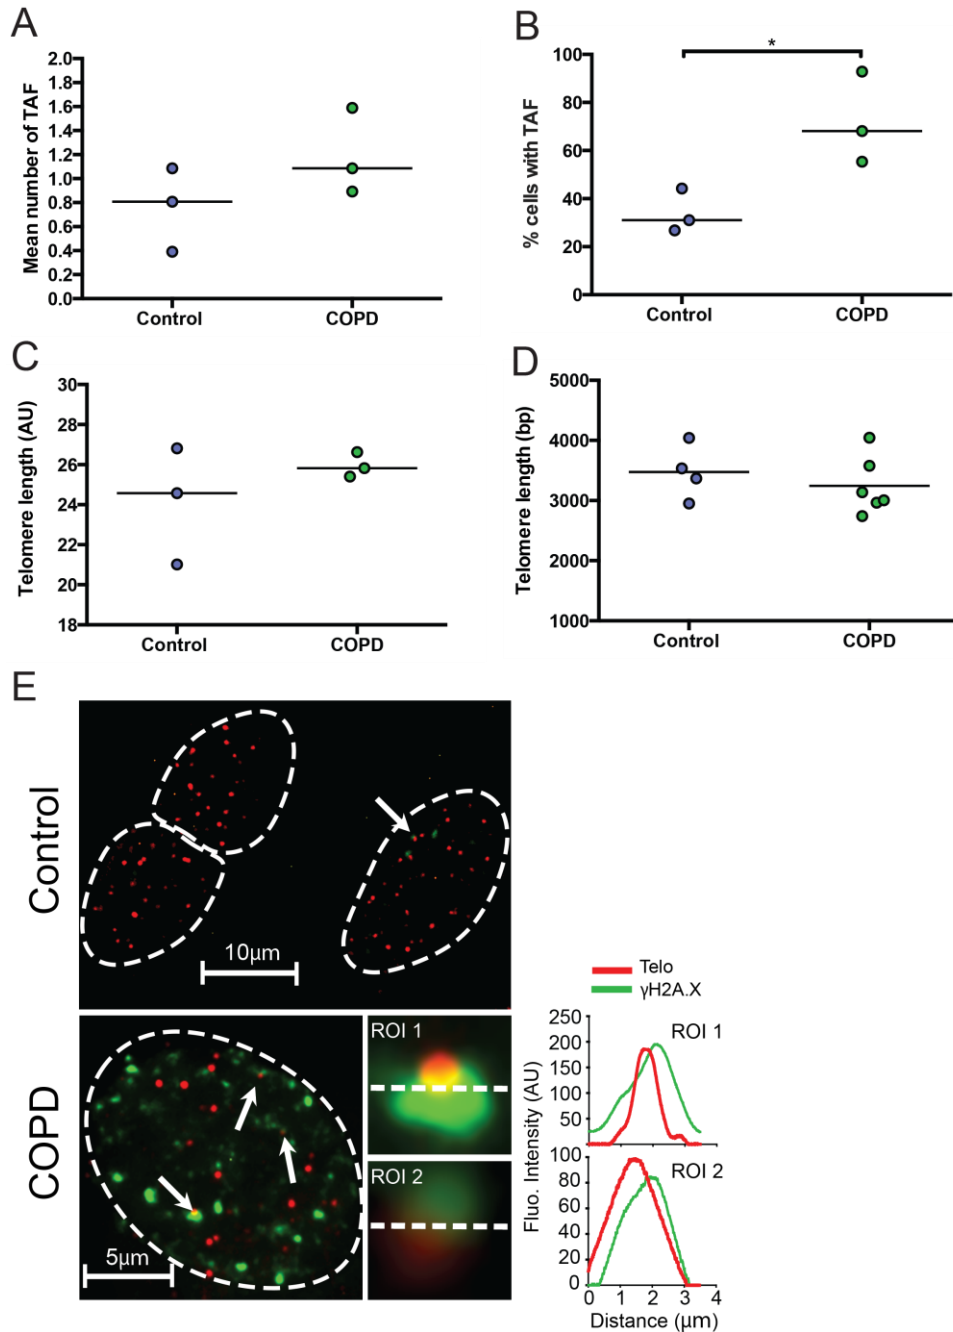 A
Mean number of TAF
2.0
1.8
1.6
1.4
1.2
1.0
0.8
0.6
0.4
0.2
0.0
Control
COPD
B
*
% cells with TAF
100
80
60
40
20
0
Control
COPD
C
Telomere length (AU)
30
28
26
24
22
20
18
Control
COPD
D
Telomere length (bp)
5000
4000
3000
2000
1000
Control
COPD
E
Control
10μm
COPD
5μm
ROI 1
ROI 2
Telo
γH2A.X
Fluo. Intensity (AU)
250
200
150
100
50
0
ROI 1
100
80
60
40
20
0
ROI 2
0 1 2 3 4
Distance (μm)